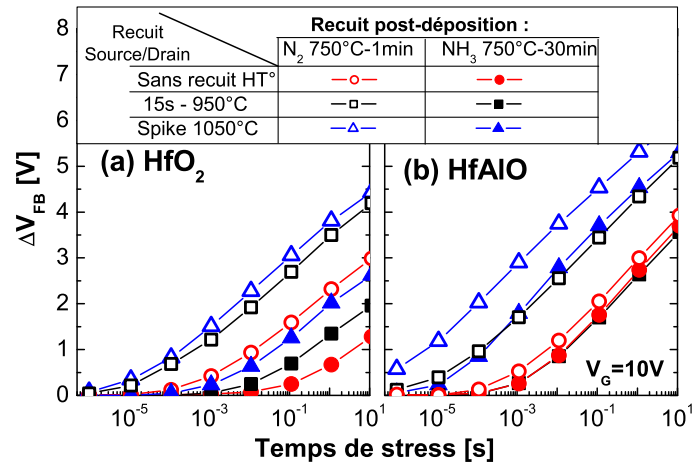 Recuit
Source/Drain
Recuit post-déposition :
N₂ 750°C-1min
NH₃ 750°C-30min
Sans recuit HT°
15s - 950°C
Spike 1050°C
(a) HfO₂
(b) HfAlO
V_G=10V
ΔV_FB [V]
8
7
6
5
4
3
2
1
0
10⁻⁵ 10⁻³ 10⁻¹ 10¹ 10⁻⁵ 10⁻³ 10⁻¹ 10¹
Temps de stress [s]